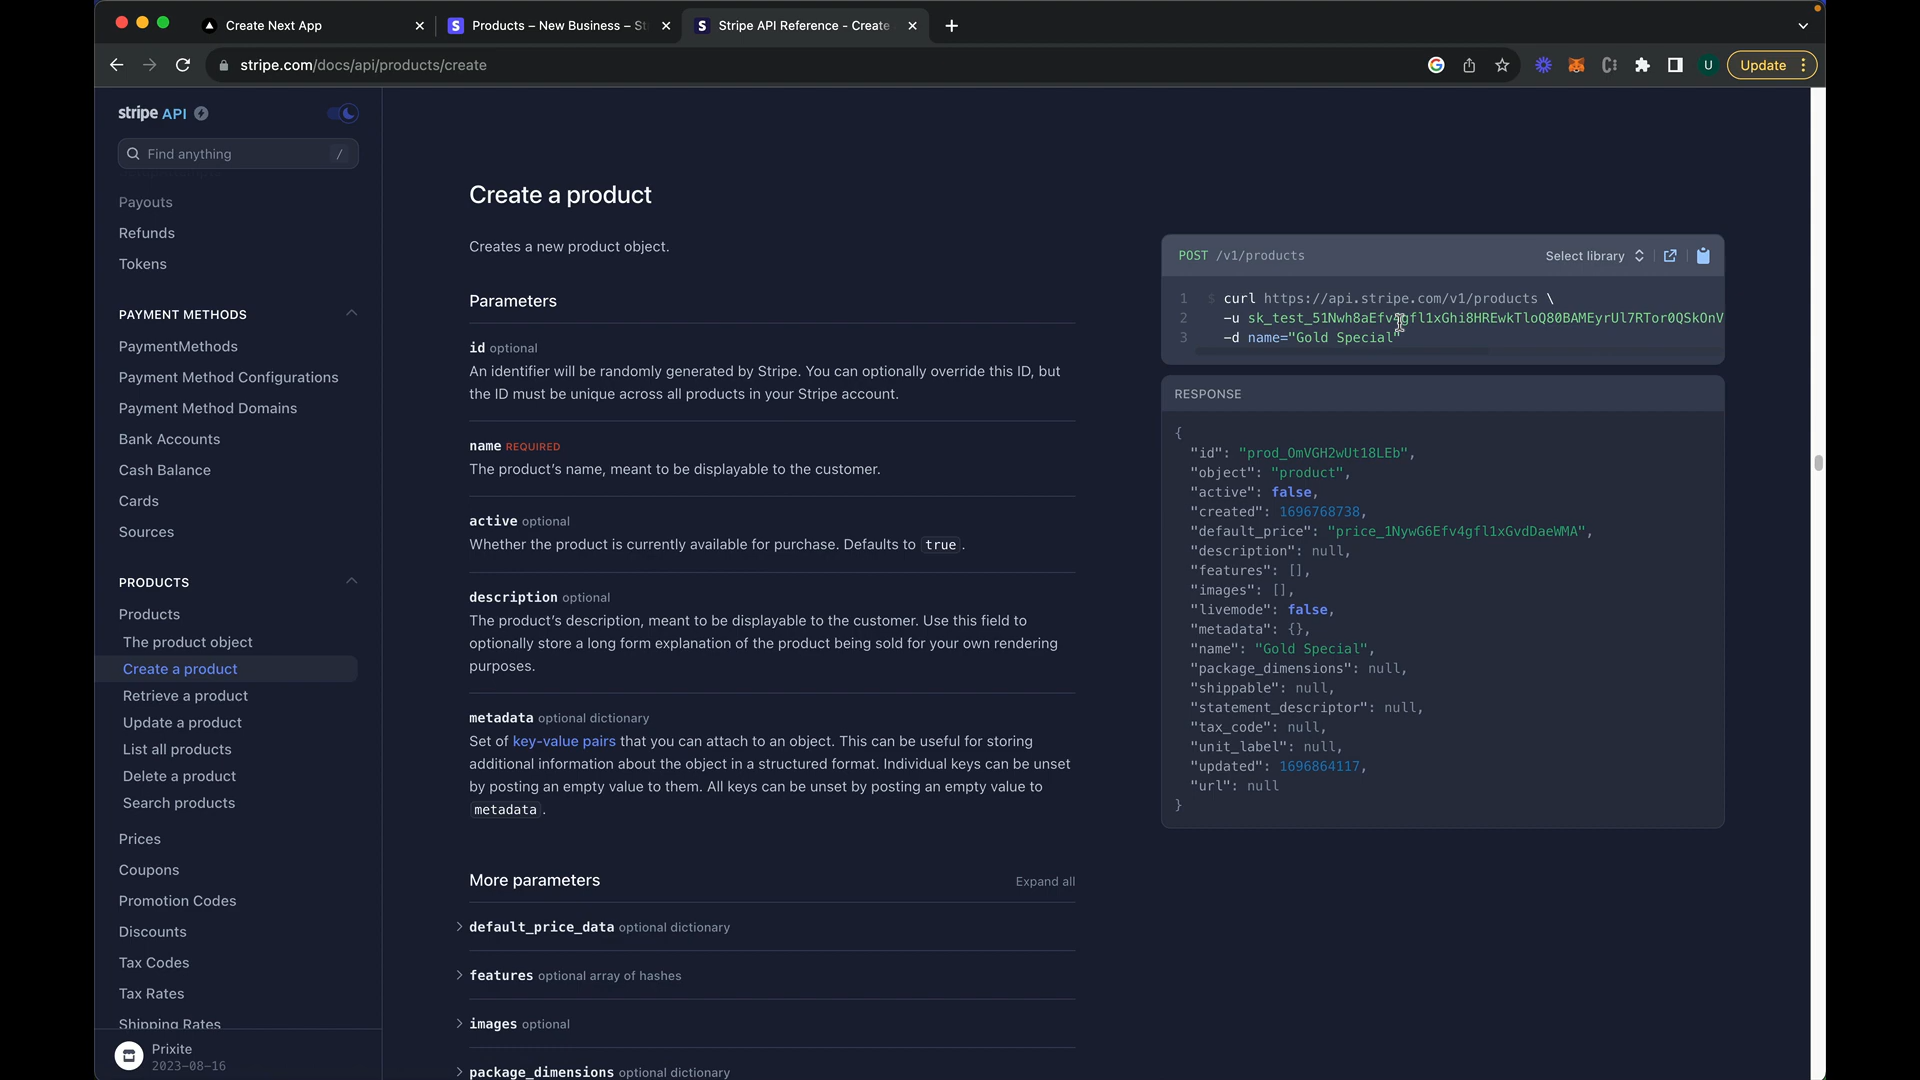 Create Next App
Products – New Business – St
Stripe API Reference - Create
stripe.com/docs/api/products/create
U
Update
stripe API
Find anything /
Payouts
Refunds
Tokens
PAYMENT METHODS
PaymentMethods
Payment Method Configurations
Payment Method Domains
Bank Accounts
Cash Balance
Cards
Sources
PRODUCTS
Products
The product object
Create a product
Retrieve a product
Update a product
List all products
Delete a product
Search products
Prices
Coupons
Promotion Codes
Discounts
Tax Codes
Tax Rates
Shipping Rates
Prixite
2023-08-16
Create a product
Creates a new product object.
Parameters
id optional
An identifier will be randomly generated by Stripe. You can optionally override this ID, but
the ID must be unique across all products in your Stripe account.
name REQUIRED
The product's name, meant to be displayable to the customer.
active optional
Whether the product is currently available for purchase. Defaults to true.
description optional
The product's description, meant to be displayable to the customer. Use this field to
optionally store a long form explanation of the product being sold for your own rendering
purposes.
metadata optional dictionary
Set of key-value pairs that you can attach to an object. This can be useful for storing
additional information about the object in a structured format. Individual keys can be unset
by posting an empty value to them. All keys can be unset by posting an empty value to
metadata.
More parameters Expand all
default_price_data optional dictionary
features optional array of hashes
images optional
package_dimensions optional dictionary
POST /v1/products Select library
1 $ curl https://api.stripe.com/v1/products \
2 -u
3 -d name="Gold Special"
RESPONSE
{
"id": "prod_OmVGH2wUt18LEb",
"object": "product",
"active": false,
"created": 1696768738,
"default_price": "price_1NywG6Efv4gfl1xGvdDaeWMA",
"description": null,
"features": [],
"images": [],
"livemode": false,
"metadata": {},
"name": "Gold Special",
"package_dimensions": null,
"shippable": null,
"statement_descriptor": null,
"tax_code": null,
"unit_label": null,
"updated": 1696864117,
"url": null
}